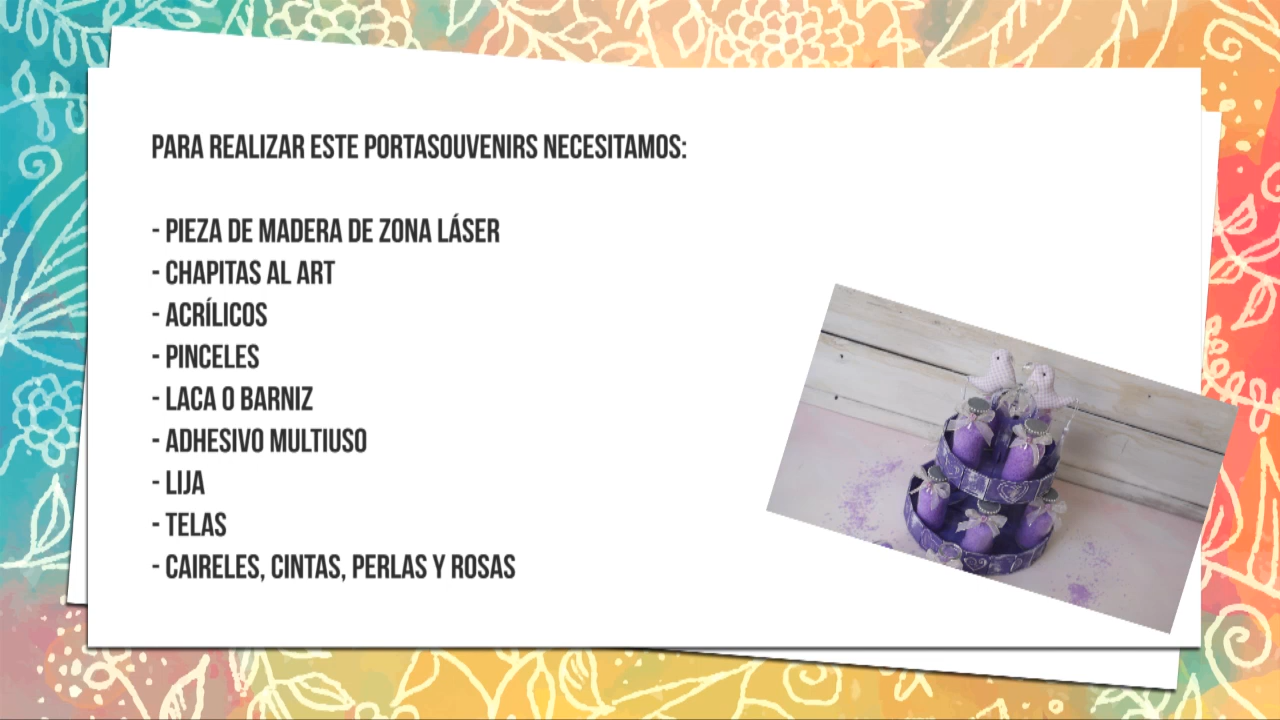 PARA REALIZAR ESTE PORTASOUVENIRS NECESITAMOS:
- PIEZA DE MADERA DE ZONA LÁSER
- CHAPITAS AL ART
- ACRÍLICOS
- PINCELES
- LACA O BARNIZ
- ADHESIVO MULTIUSO
- LIJA
- TELAS
- CAIRELES, CINTAS, PERLAS Y ROSAS